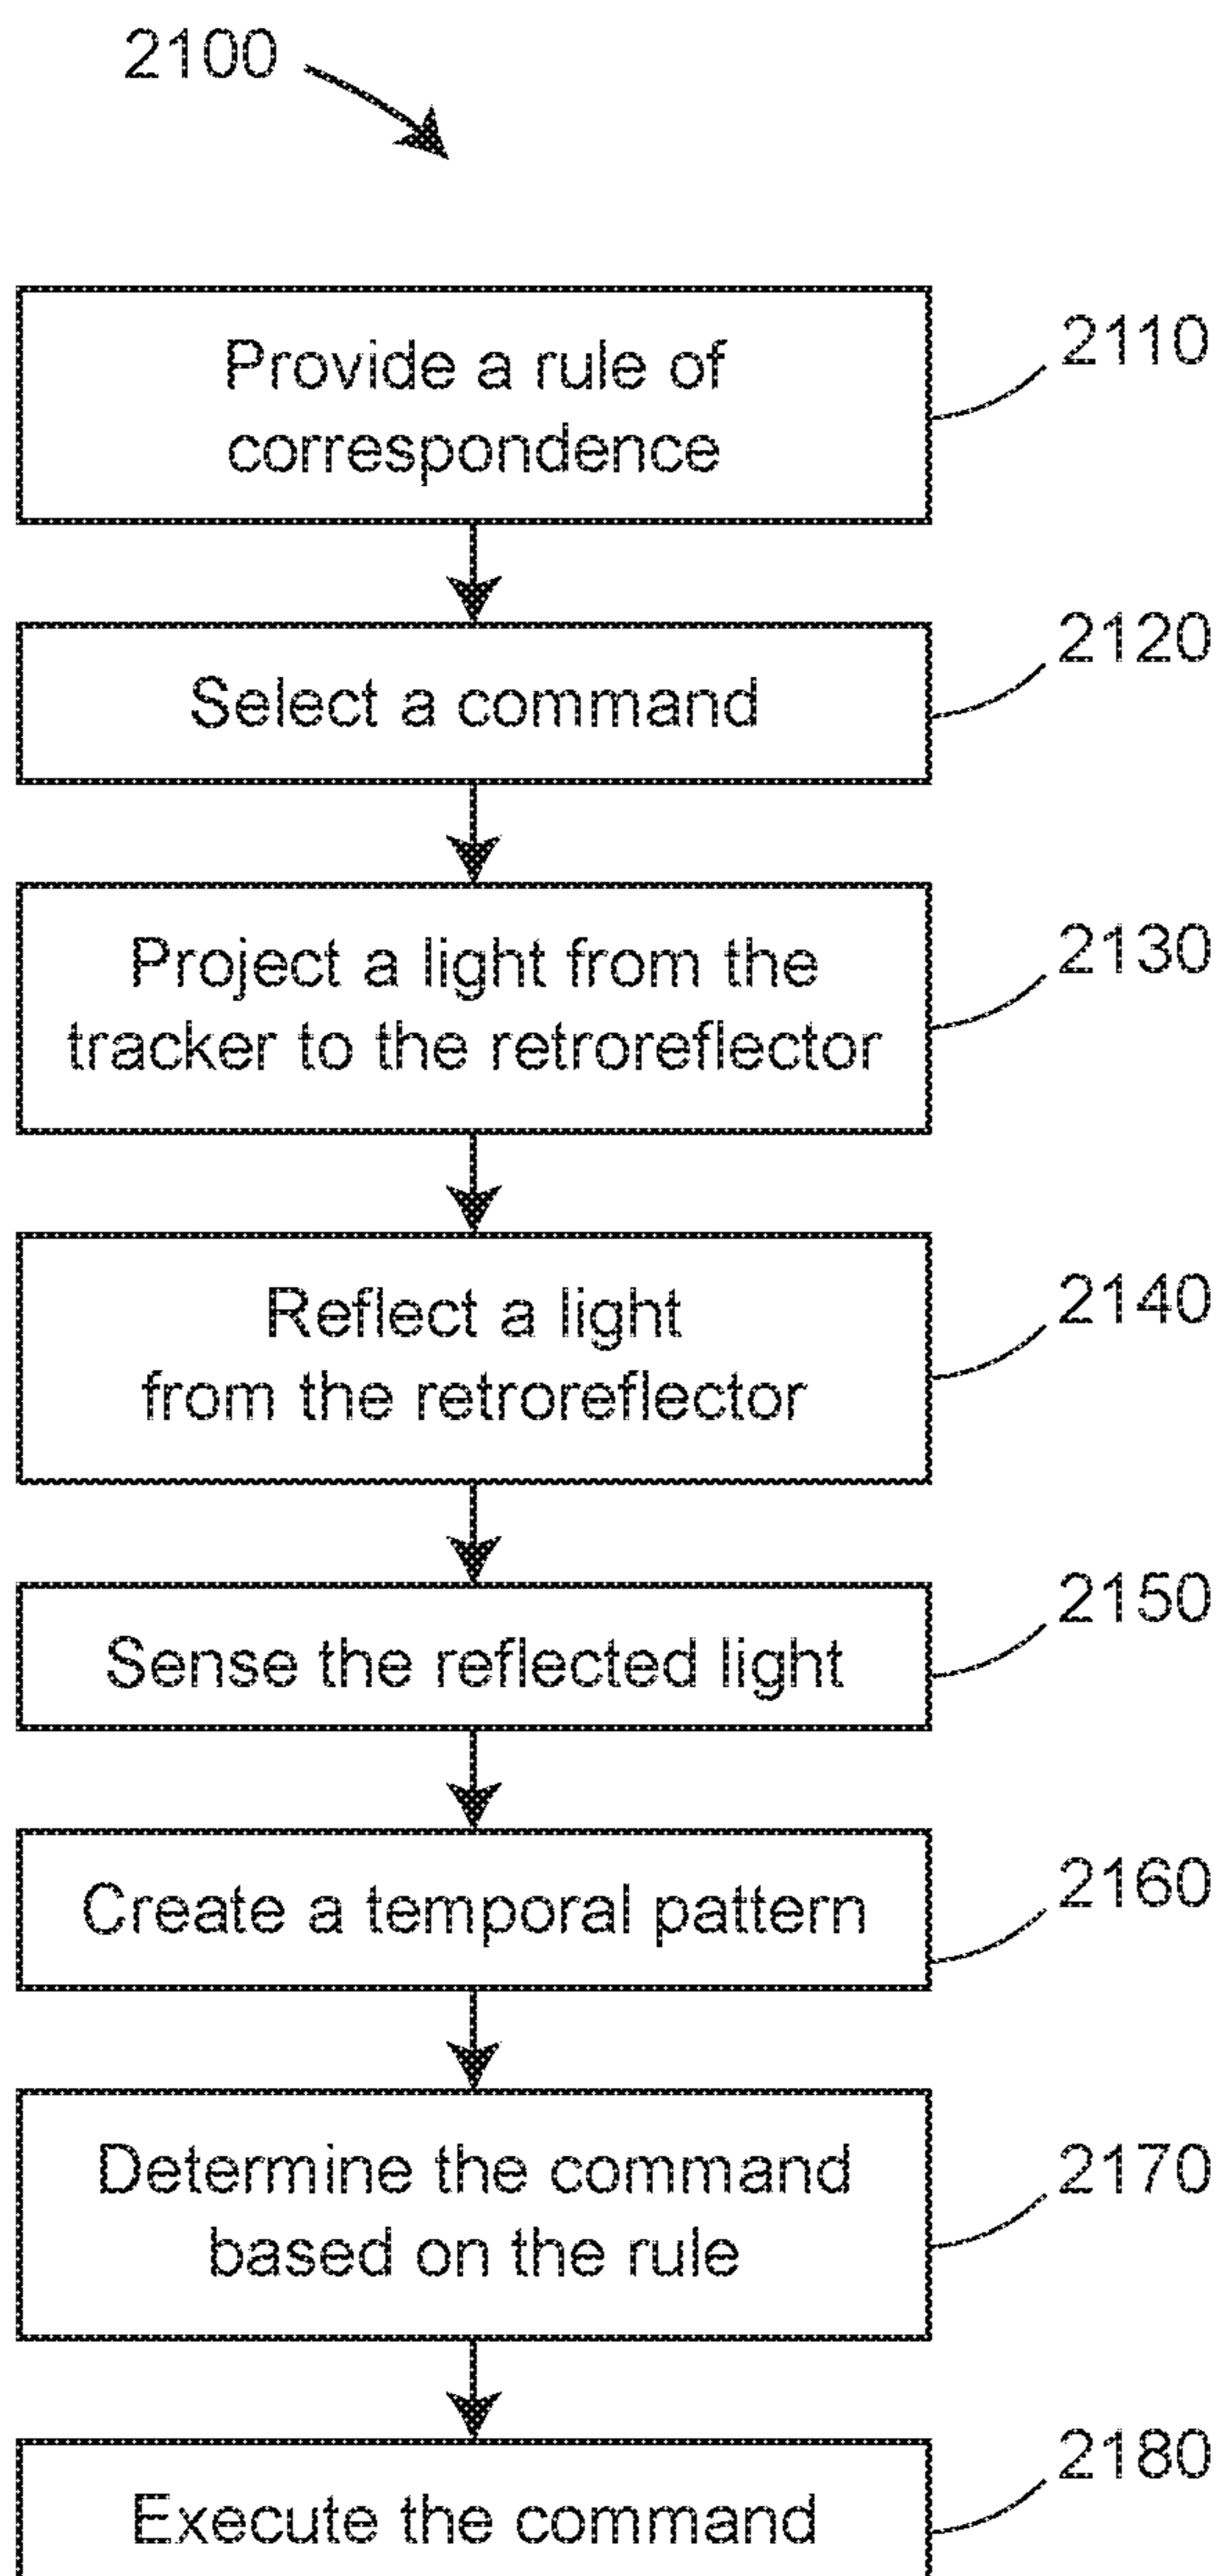 2100
Provide a rule of
correspondence
2110
Select a command
2120
Project a light from the
tracker to the retroreflector
2130
Reflect a light
from the retroreflector
2140
Sense the reflected light
2150
Create a temporal pattern
2160
Determine the command
based on the rule
2170
Execute the command
2180